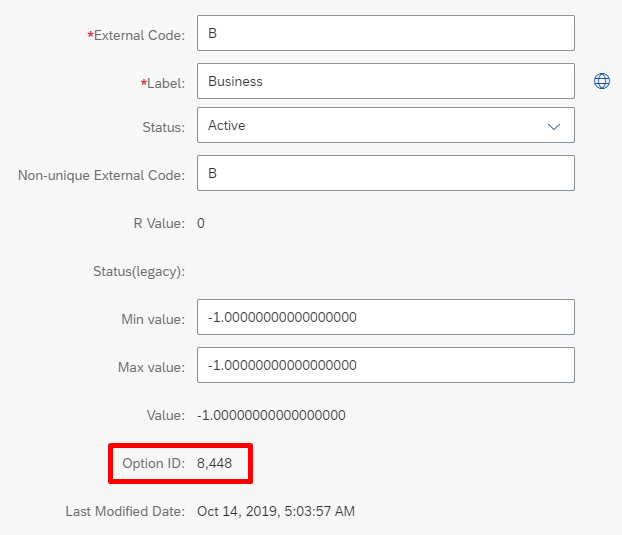 *External Code: B
*Label: Business
Status: Active
Non-unique External Code: B
R Value: 0
Status(legacy):
Min value: -1.00000000000000000
Max value: -1.00000000000000000
Value: -1.00000000000000000
Option ID: 8,448
Last Modified Date: Oct 14, 2019, 5:03:57 AM